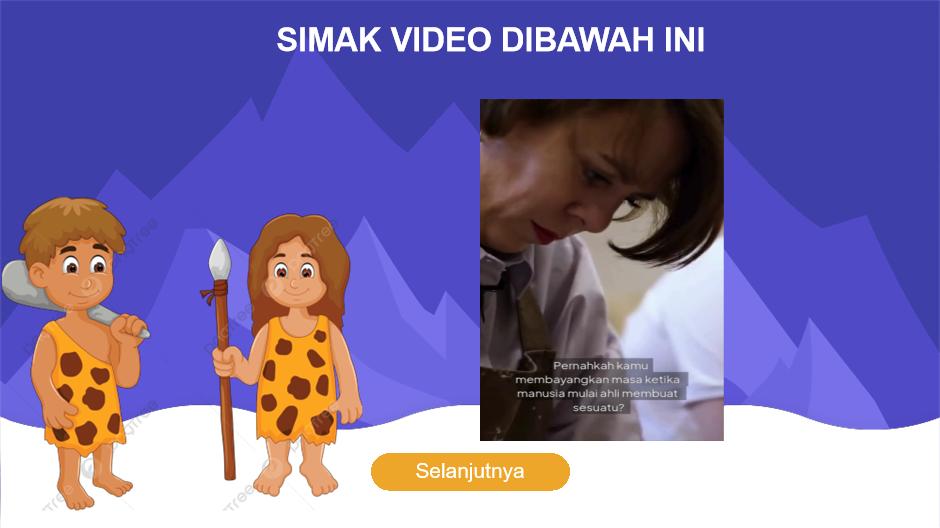 SIMAK VIDEO DIBAWAH INI
Pernahkah kamu
membayangkan masa ketika
manusia mulai ahli membuat
sesuatu?
Selanjutnya